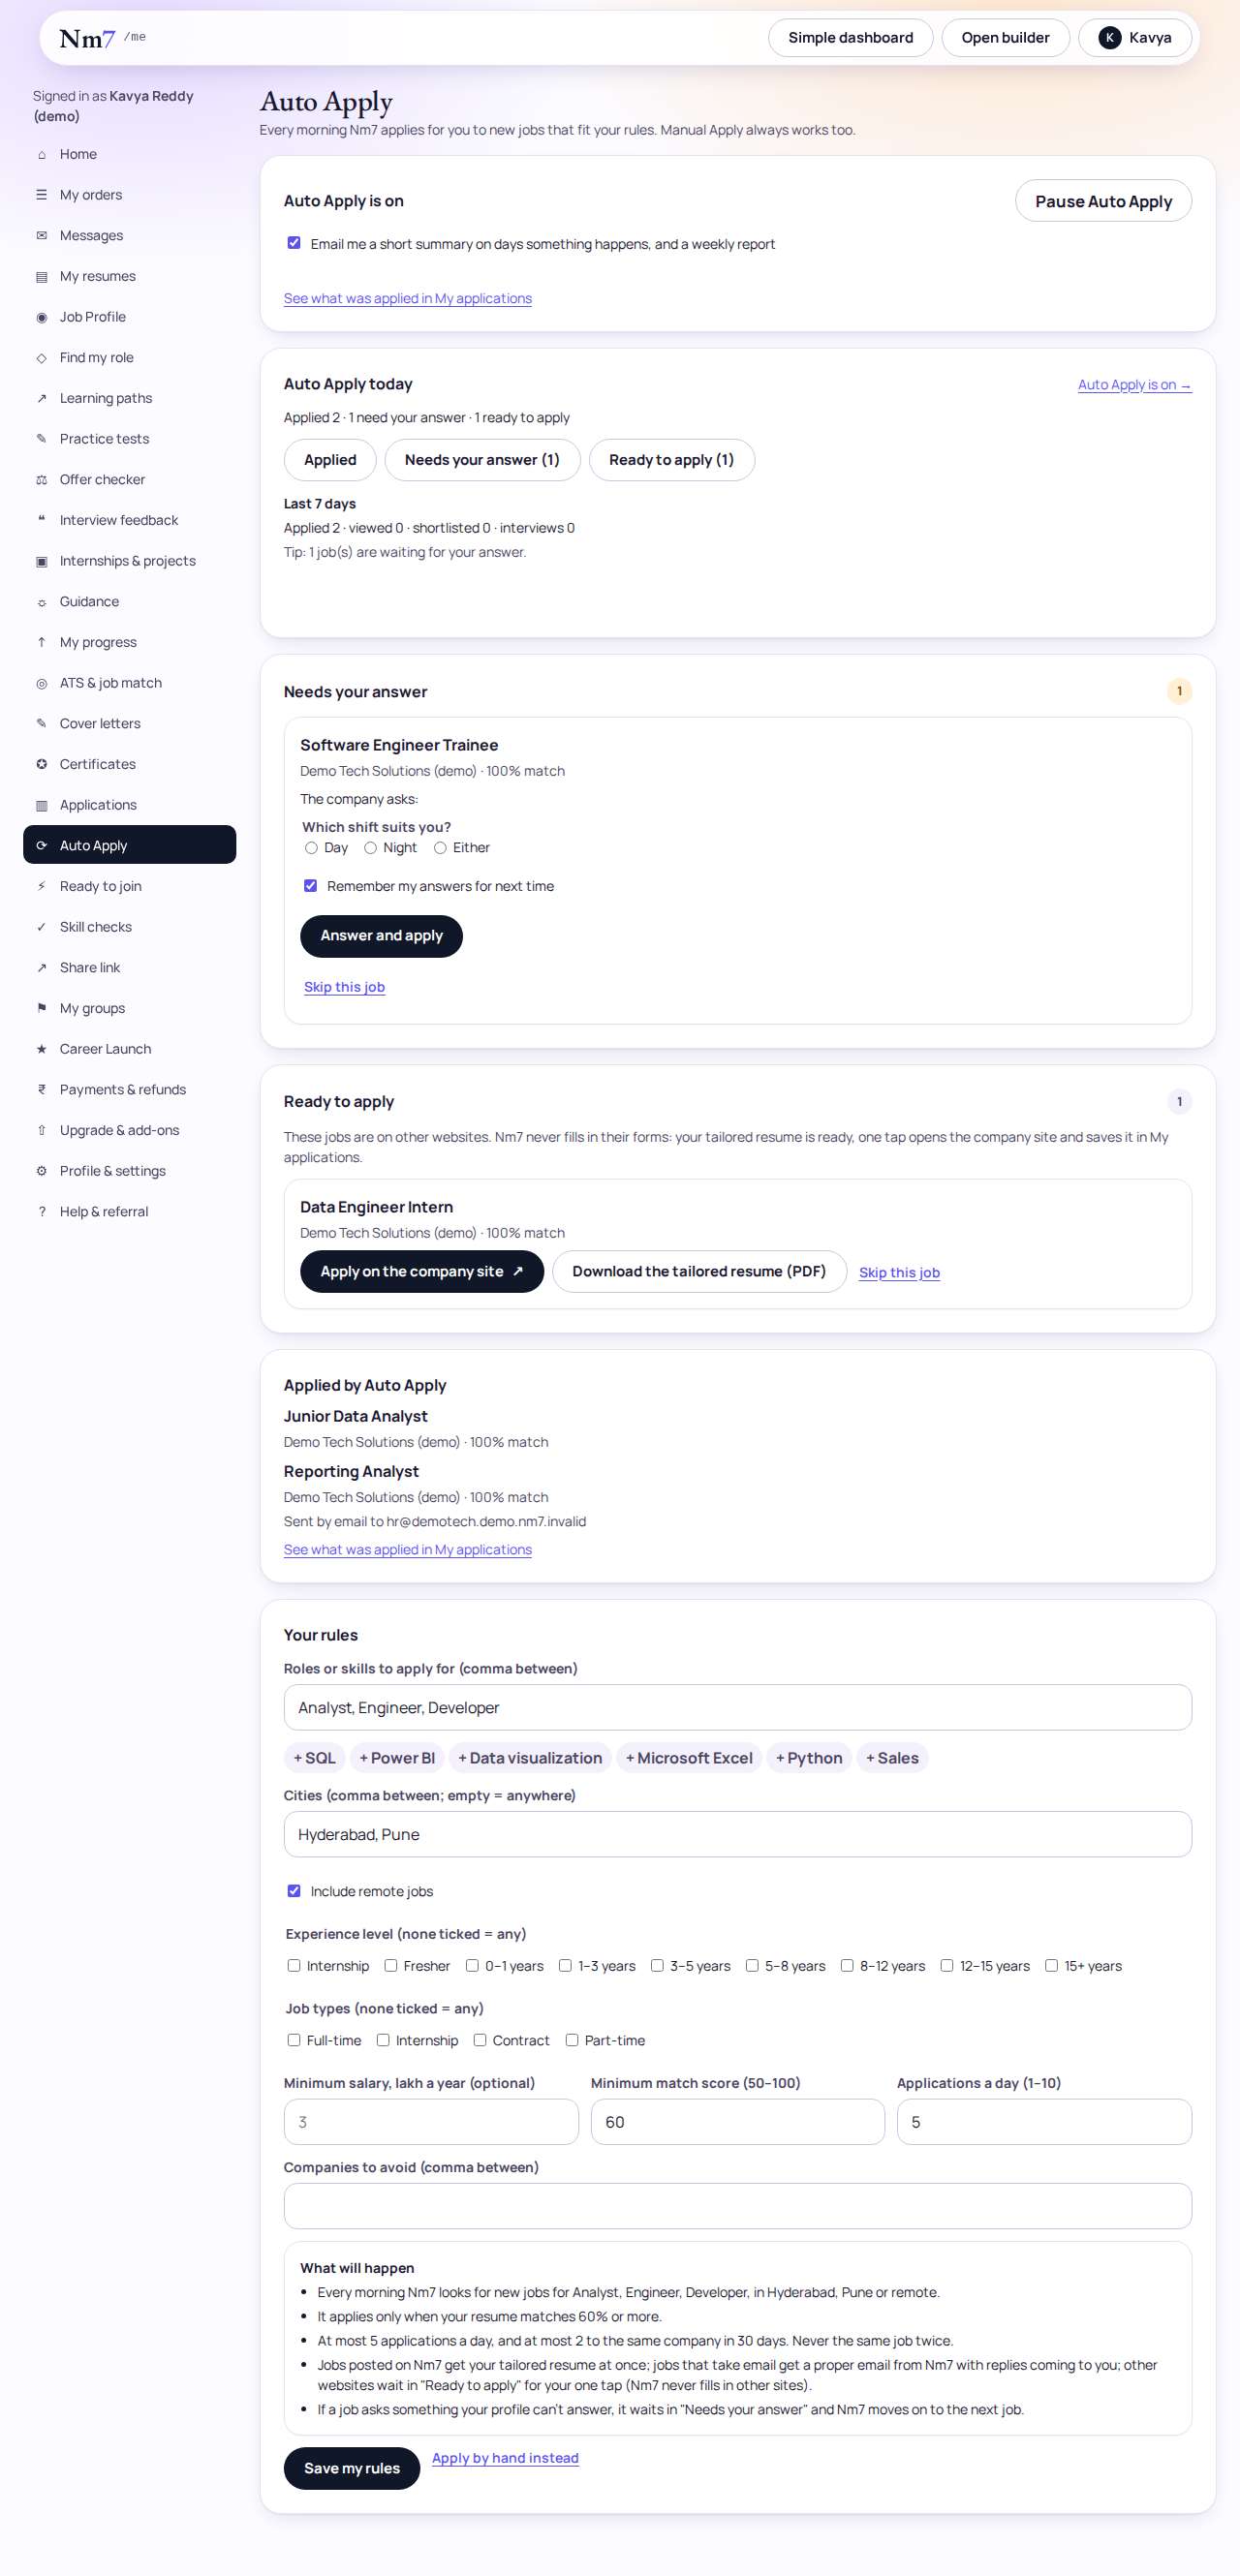 Nm7 /me
Simple dashboard
Open builder
K Kavya
Signed in as Kavya Reddy
(demo)
Home
My orders
Messages
My resumes
Job Profile
Find my role
Learning paths
Practice tests
Offer checker
Interview feedback
Internships & projects
Guidance
My progress
ATS & job match
Cover letters
Certificates
Applications
Auto Apply
Ready to join
Skill checks
Share link
My groups
Career Launch
₹ Payments & refunds
Upgrade & add-ons
Profile & settings
? Help & referral
Auto Apply
Every morning Nm7 applies for you to new jobs that fit your rules. Manual Apply always works too.
Auto Apply is on
Pause Auto Apply
Email me a short summary on days something happens, and a weekly report
See what was applied in My applications
Auto Apply today
Auto Apply is on →
Applied 2 · 1 need your answer · 1 ready to apply
Applied
Needs your answer (1)
Ready to apply (1)
Last 7 days
Applied 2 · viewed 0 · shortlisted 0 · interviews 0
Tip: 1 job(s) are waiting for your answer.
Needs your answer
1
Software Engineer Trainee
Demo Tech Solutions (demo) · 100% match
The company asks:
Which shift suits you?
Day Night Either
Remember my answers for next time
Answer and apply
Skip this job
Ready to apply
1
These jobs are on other websites. Nm7 never fills in their forms: your tailored resume is ready, one tap opens the company site and saves it in My
applications.
Data Engineer Intern
Demo Tech Solutions (demo) · 100% match
Apply on the company site ↗
Download the tailored resume (PDF)
Skip this job
Applied by Auto Apply
Junior Data Analyst
Demo Tech Solutions (demo) · 100% match
Reporting Analyst
Demo Tech Solutions (demo) · 100% match
Sent by email to hr@demotech.demo.nm7.invalid
See what was applied in My applications
Your rules
Roles or skills to apply for (comma between)
Analyst, Engineer, Developer
+ SQL + Power BI + Data visualization + Microsoft Excel + Python + Sales
Cities (comma between; empty = anywhere)
Hyderabad, Pune
Include remote jobs
Experience level (none ticked = any)
Internship Fresher 0–1 years 1–3 years 3–5 years 5–8 years 8–12 years 12–15 years 15+ years
Job types (none ticked = any)
Full-time Internship Contract Part-time
Minimum salary, lakh a year (optional)
Minimum match score (50–100)
Applications a day (1–10)
3
60
5
Companies to avoid (comma between)
What will happen
Every morning Nm7 looks for new jobs for Analyst, Engineer, Developer, in Hyderabad, Pune or remote.
It applies only when your resume matches 60% or more.
At most 5 applications a day, and at most 2 to the same company in 30 days. Never the same job twice.
Jobs posted on Nm7 get your tailored resume at once; jobs that take email get a proper email from Nm7 with replies coming to you; other
websites wait in "Ready to apply" for your one tap (Nm7 never fills in other sites).
If a job asks something your profile can't answer, it waits in "Needs your answer" and Nm7 moves on to the next job.
Save my rules
Apply by hand instead